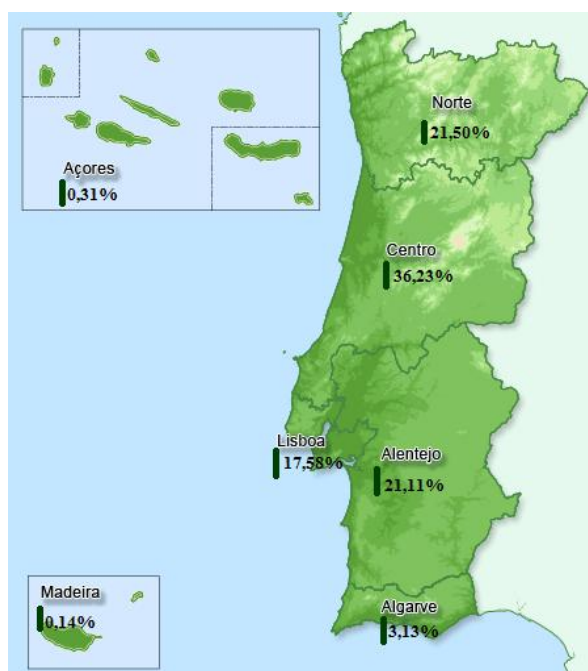 Norte
21,50%
Açores
0,31%
Centro
36,23%
Lisboa
17,58%
Alentejo
21,11%
Madeira
0,14%
Algarve
3,13%